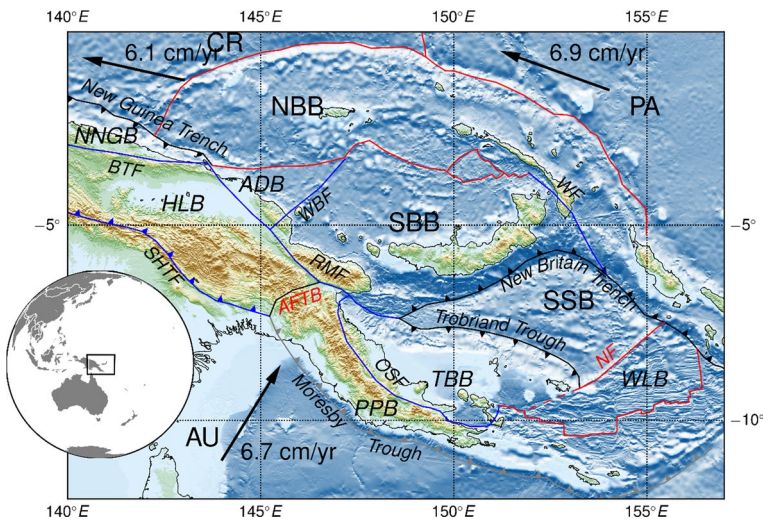 140°E 145°E 150°E 155°E
CR
6.1 cm/yr
6.9 cm/yr
New Guinea Trench
NBB
PA
NNGB
BTF
ADB
WF
HLB
WBF
−5°
SBB
−5°
SHTF
RMF
New Britain Trench
AFTB
SSB
Trobriand Trough
NF
OSF
TBB
WLB
Moresby
PPB
−10°
AU
6.7 cm/yr
Trough
140°E 145°E 150°E 155°E